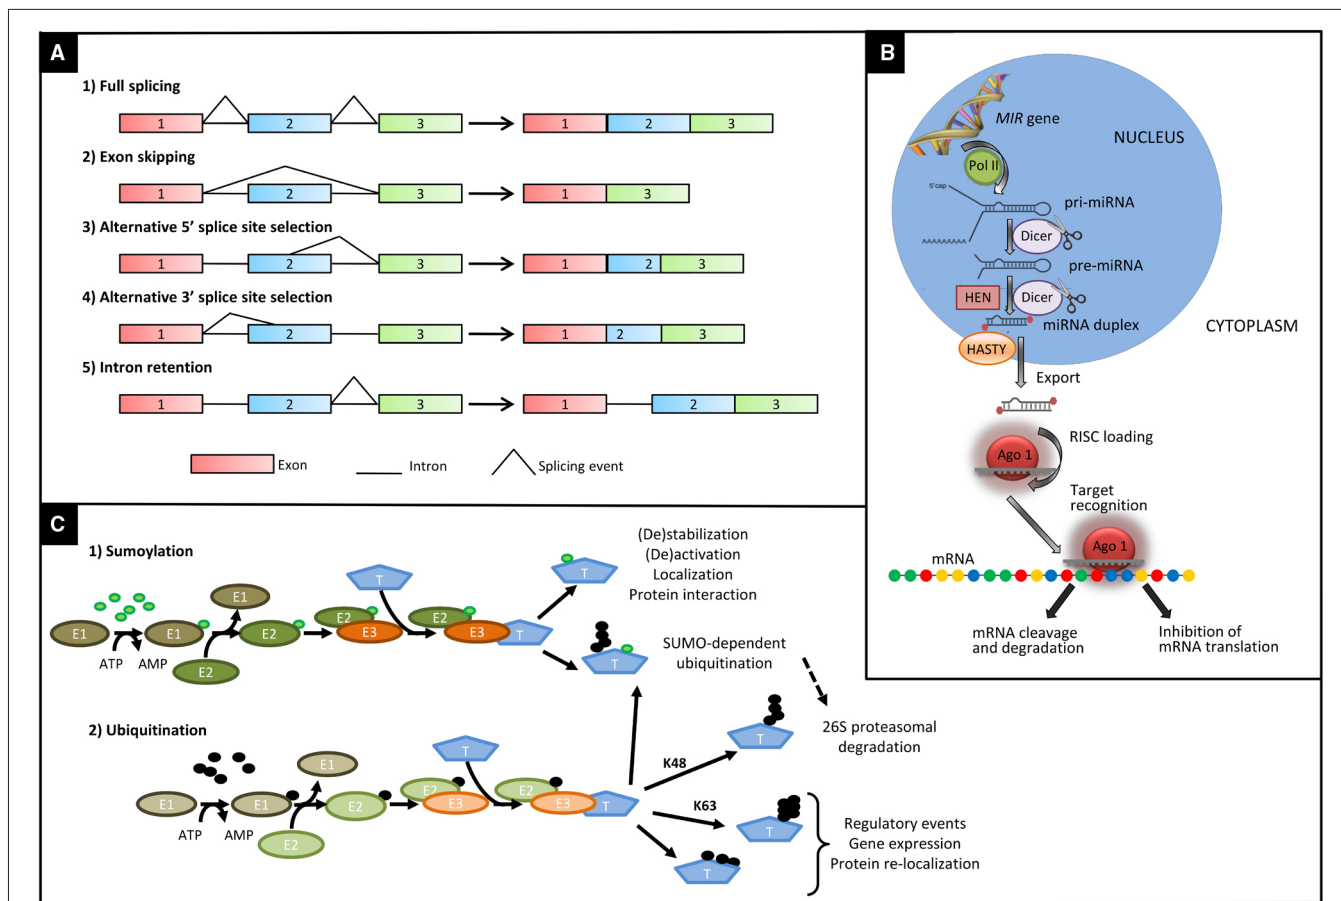 A
1) Full splicing
1 2 3 1 2 3
2) Exon skipping
1 2 3 1 3
3) Alternative 5’ splice site selection
1 2 3 1 2 3
4) Alternative 3’ splice site selection
1 2 3 1 2 3
5) Intron retention
1 2 3 1 2 3
Exon
Intron
Splicing event
B
MIR gene
NUCLEUS
Pol II
5'cap
pri-miRNA
AAAAAAAAA
Dicer
pre-miRNA
HEN
Dicer
miRNA duplex
CYTOPLASM
HASTY
Export
RISC loading
Ago 1
Target
recognition
Ago 1
mRNA
mRNA cleavage
and degradation
Inhibition of
mRNA translation
C
1) Sumoylation
E1
ATP
AMP
E1
E1
E2
E2
E2
E3
T
E2
E3
T
T
(De)stabilization
(De)activation
Localization
Protein interaction
T
SUMO-dependent
ubiquitination
26S proteasomal
degradation
2) Ubiquitination
E1
ATP
AMP
E1
E1
E2
E2
E2
E3
T
E2
E3
T
K48
T
K63
T
T
Regulatory events
Gene expression
Protein re-localization